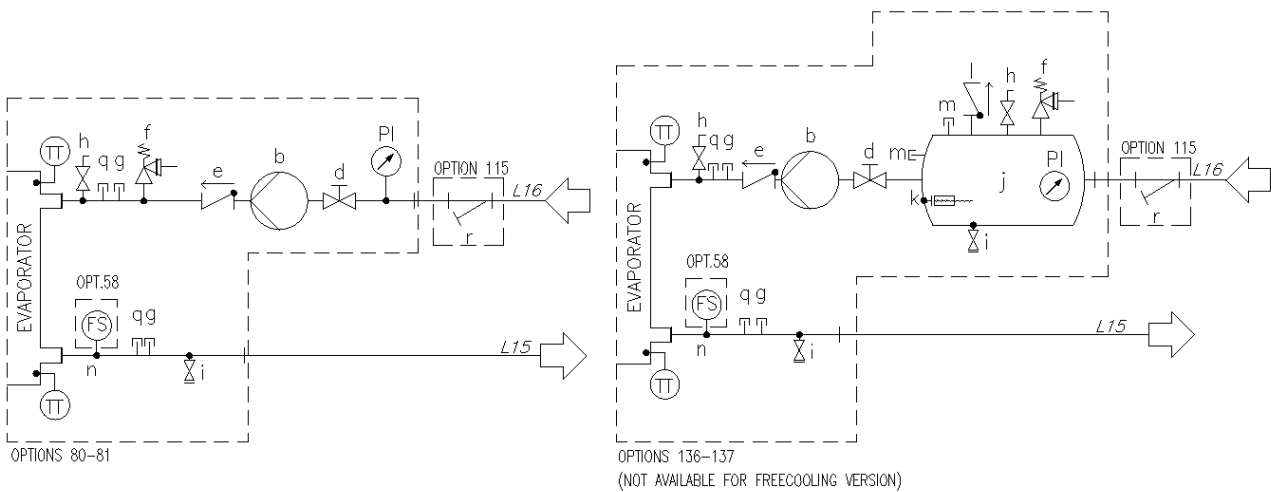 h
f
TT
q g
e
b
d
PI
OPTION 115
L16
r
EVAPORATOR
OPT.58
FS
q g
n
i
L15
TT
OPTIONS 80-81
l
h
f
m
TT
h
q g
e
b
d
m
PI
j
k
i
OPTION 115
L16
r
EVAPORATOR
OPT.58
FS
q g
n
i
L15
TT
OPTIONS 136-137
(NOT AVAILABLE FOR FREECOOLING VERSION)